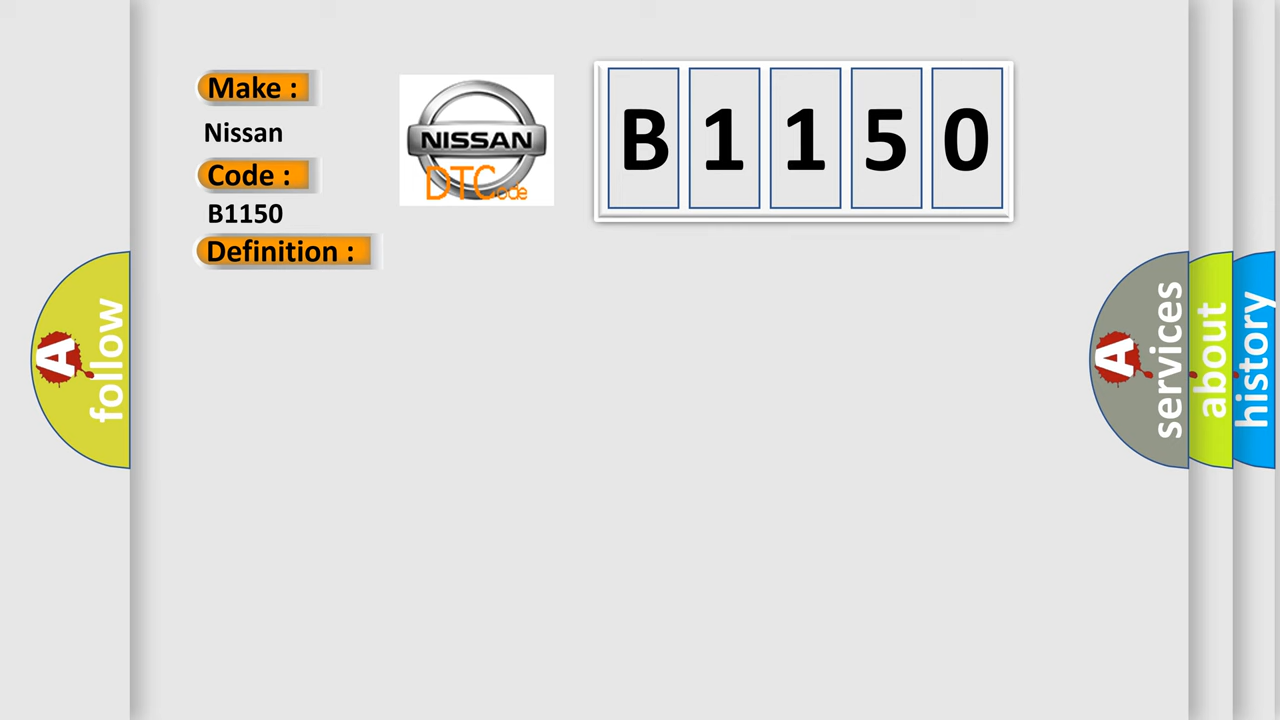 Make :
Nissan
Code :
B1150
Definition :
NISSAN
DTCode
B 1 1 5 0
A follow
A services
about
history